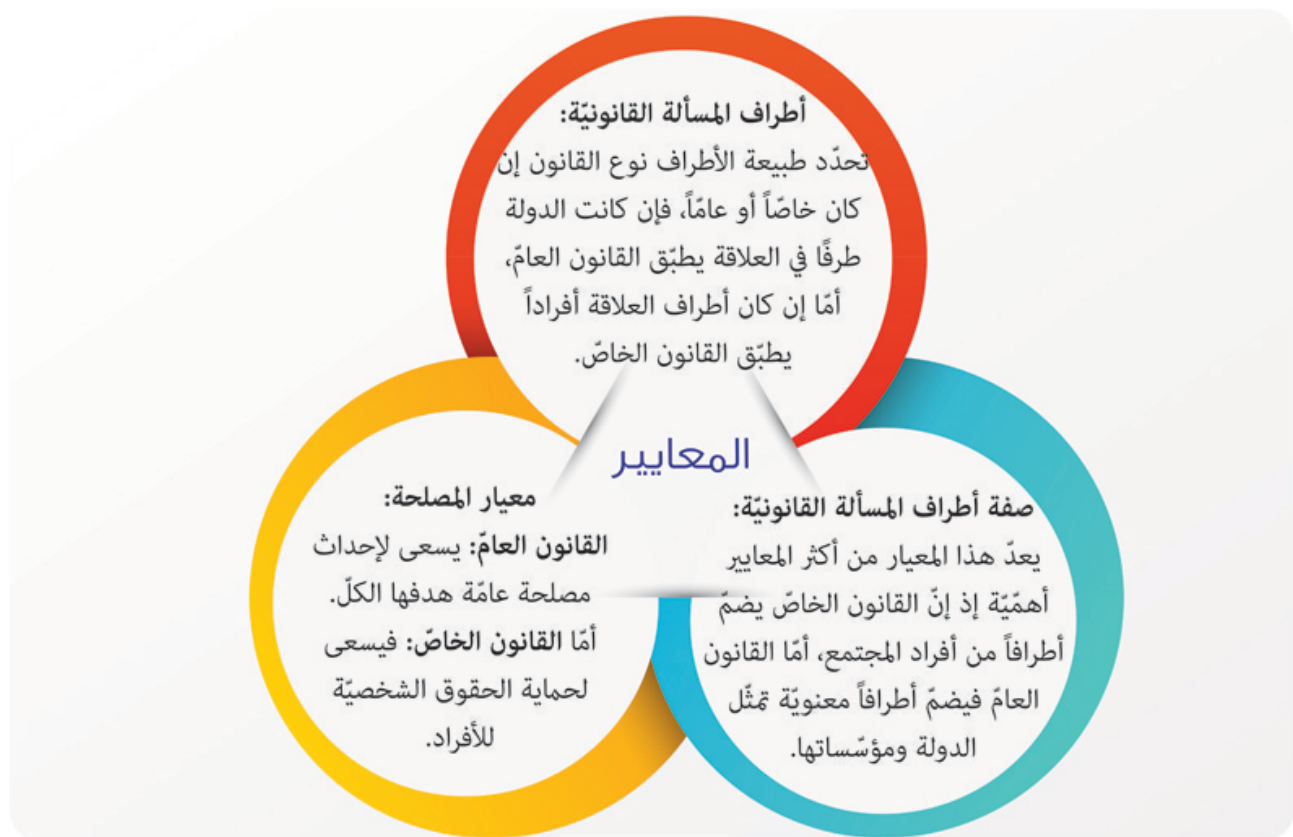 أطراف المسألة القانونيّة:
تحدّد طبيعة الأطراف نوع القانون إن
كان خاصّاً أو عامّاً، فإن كانت الدولة
طرفًا في العلاقة يطبّق القانون العامّ،
أمّا إن كان أطراف العلاقة أفراداً
يطبّق القانون الخاصّ.
المعايير
صفة أطراف المسألة القانونيّة:
يعدّ هذا المعيار من أكثر المعايير
أهمّيّة إذ إنّ القانون الخاصّ يضمّ
أطرافاً من أفراد المجتمع، أمّا القانون
العامّ فيضمّ أطرافاً معنويّة تمثّل
الدولة ومؤسّساتها.
معيار المصلحة:
القانون العامّ: يسعى لإحداث
مصلحة عامّة هدفها الكلّ.
أمّا القانون الخاصّ: فيسعى
لحماية الحقوق الشخصيّة
للأفراد.